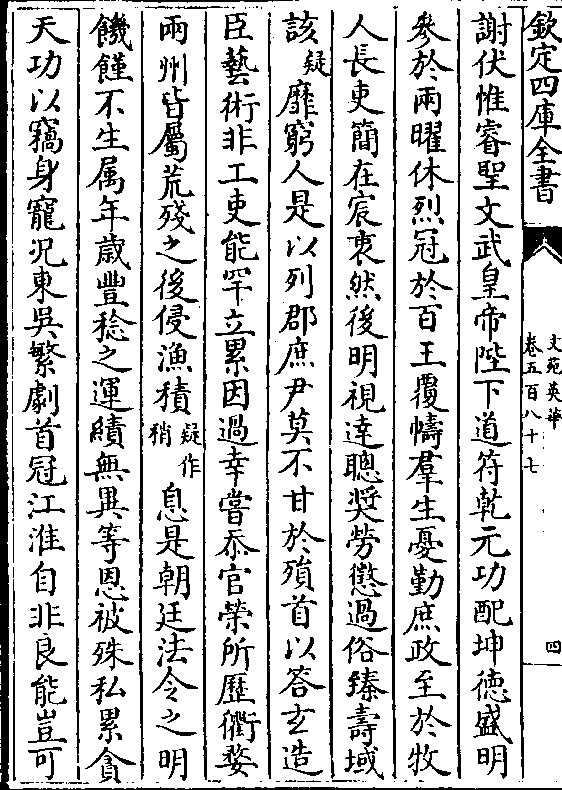 欽定四庫全書
文苑英華
卷五百八十七
四
謝伏惟睿聖文武皇帝陛下道符乾元功配坤德盛明
參於兩曜休烈冠於百王覆幬羣生憂勤庶政至於牧
人長吏簡在宸衷然後明視達聰奬勞懲過俗臻壽域
該疑靡窮人是以列郡庶尹莫不甘於殞首以答玄造
臣藝術非工吏能罕立累因過幸嘗忝官榮所歷衢婺
兩州皆屬荒殘之後侵漁積疑作稍息是朝廷法令之明
饑饉不生属年歲豐稔之運績無異等恩被殊私累貪
天功以竊身寵况東吳繁劇首冠江淮自非良能豈可